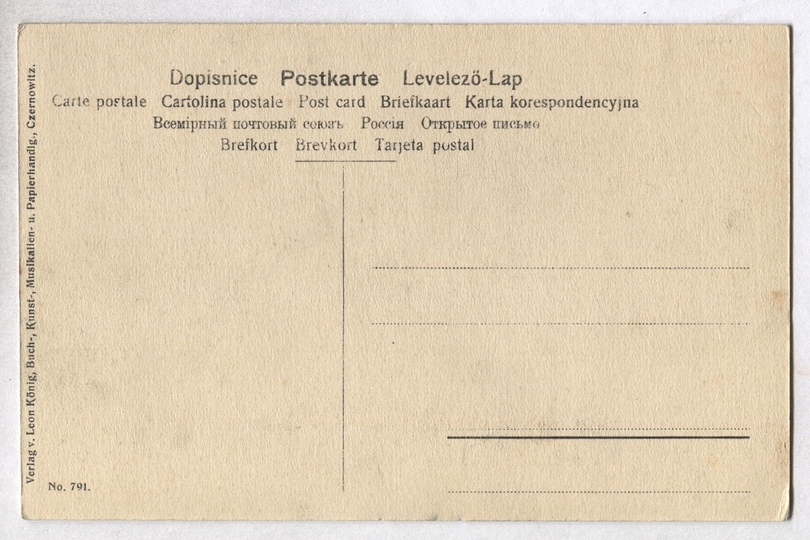 Dopisnice Postkarte Levelező-Lap
Carte postale Cartolina postale Post card Briefkaart Karta korespondencyjna
Всемірный почтовый союзъ Россія Открытое письмо
Brefkort Brevkort Tarjeta postal
Verlag v. Leon König, Buch-, Kunst-, Musikalien- u. Papierhandlg., Czernowitz.
No. 791.